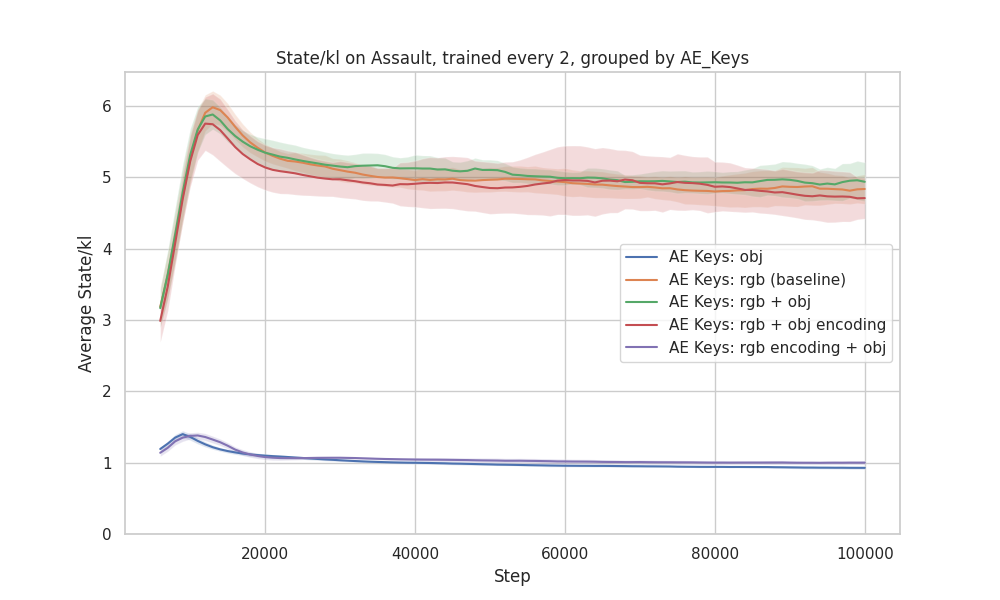 State/kl on Assault, trained every 2, grouped by AE_Keys
Average State/kl
6
5
4
3
2
1
0
AE Keys: obj
AE Keys: rgb (baseline)
AE Keys: rgb + obj
AE Keys: rgb + obj encoding
AE Keys: rgb encoding + obj
20000
40000
60000
80000
100000
Step